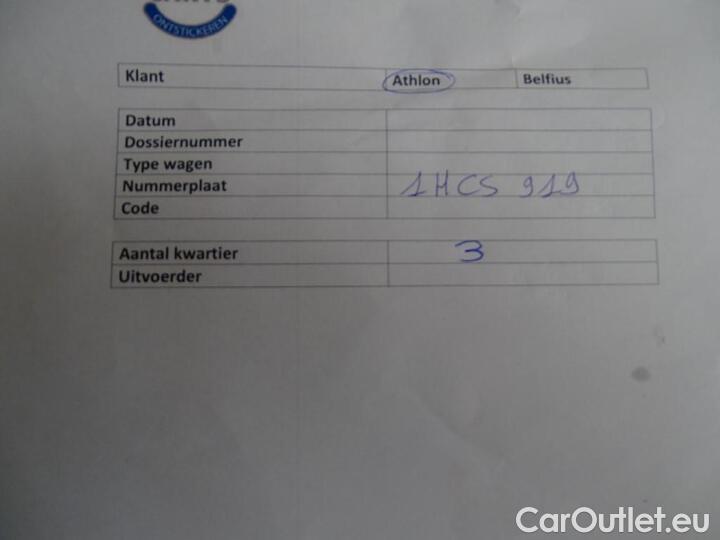 ONTSTICKEREN
Klant Athlon Belfius
Datum
Dossiernummer
Type wagen
Nummerplaat 1HCS 919
Code
Aantal kwartier 3
Uitvoerder
CarOutlet.eu